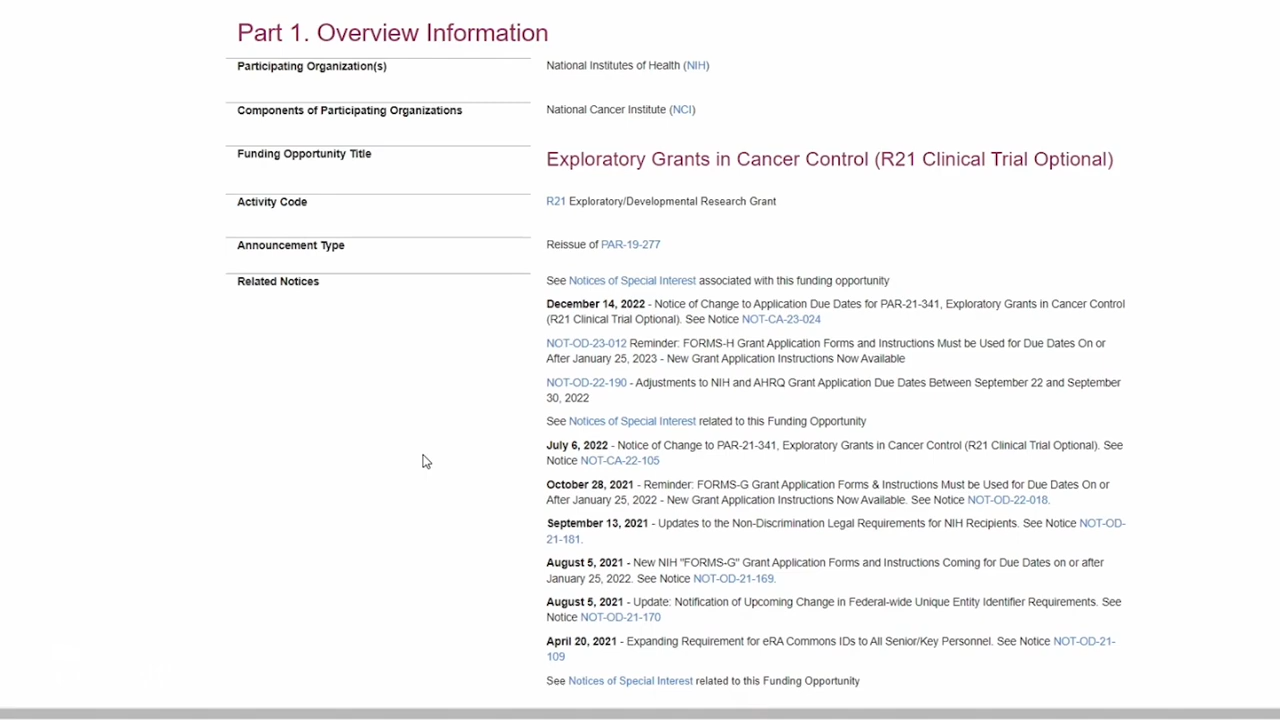 Part 1. Overview Information
Participating Organization(s)
National Institutes of Health (NIH)
Components of Participating Organizations
National Cancer Institute (NCI)
Funding Opportunity Title
Exploratory Grants in Cancer Control (R21 Clinical Trial Optional)
Activity Code
R21 Exploratory/Developmental Research Grant
Announcement Type
Reissue of PAR-19-277
Related Notices
See Notices of Special Interest associated with this funding opportunity
December 14, 2022 - Notice of Change to Application Due Dates for PAR-21-341, Exploratory Grants in Cancer Control
(R21 Clinical Trial Optional). See Notice NOT-CA-23-024
NOT-OD-23-012 Reminder: FORMS-H Grant Application Forms and Instructions Must be Used for Due Dates On or
After January 25, 2023 - New Grant Application Instructions Now Available
NOT-OD-22-190 - Adjustments to NIH and AHRQ Grant Application Due Dates Between September 22 and September
30, 2022
See Notices of Special Interest related to this Funding Opportunity
July 6, 2022 - Notice of Change to PAR-21-341, Exploratory Grants in Cancer Control (R21 Clinical Trial Optional). See
Notice NOT-CA-22-105
October 28, 2021 - Reminder: FORMS-G Grant Application Forms & Instructions Must be Used for Due Dates On or
After January 25, 2022 - New Grant Application Instructions Now Available. See Notice NOT-OD-22-018.
September 13, 2021 - Updates to the Non-Discrimination Legal Requirements for NIH Recipients. See Notice NOT-OD-
21-181.
August 5, 2021 - New NIH "FORMS-G" Grant Application Forms and Instructions Coming for Due Dates on or after
January 25, 2022. See Notice NOT-OD-21-169.
August 5, 2021 - Update: Notification of Upcoming Change in Federal-wide Unique Entity Identifier Requirements. See
Notice NOT-OD-21-170
April 20, 2021 - Expanding Requirement for eRA Commons IDs to All Senior/Key Personnel. See Notice NOT-OD-21-
109
See Notices of Special Interest related to this Funding Opportunity